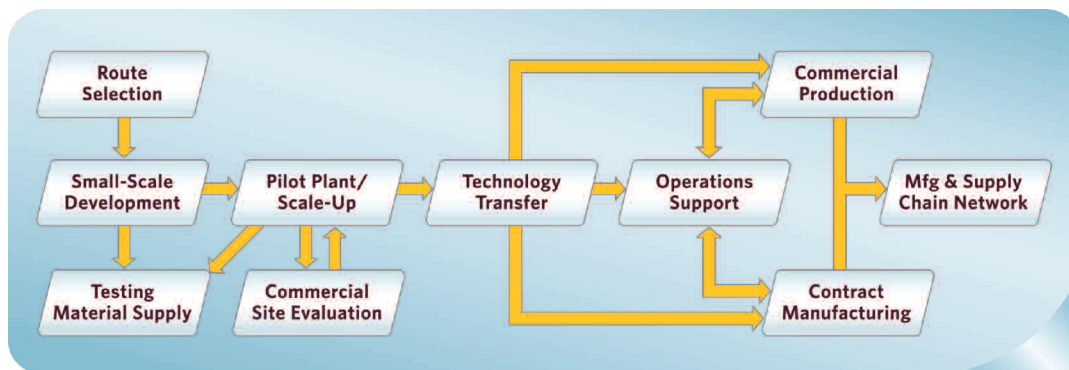 Route
Selection
Commercial
Production
Small-Scale
Development
Pilot Plant/
Scale-Up
Technology
Transfer
Operations
Support
Mfg & Supply
Chain Network
Testing
Material Supply
Commercial
Site Evaluation
Contract
Manufacturing